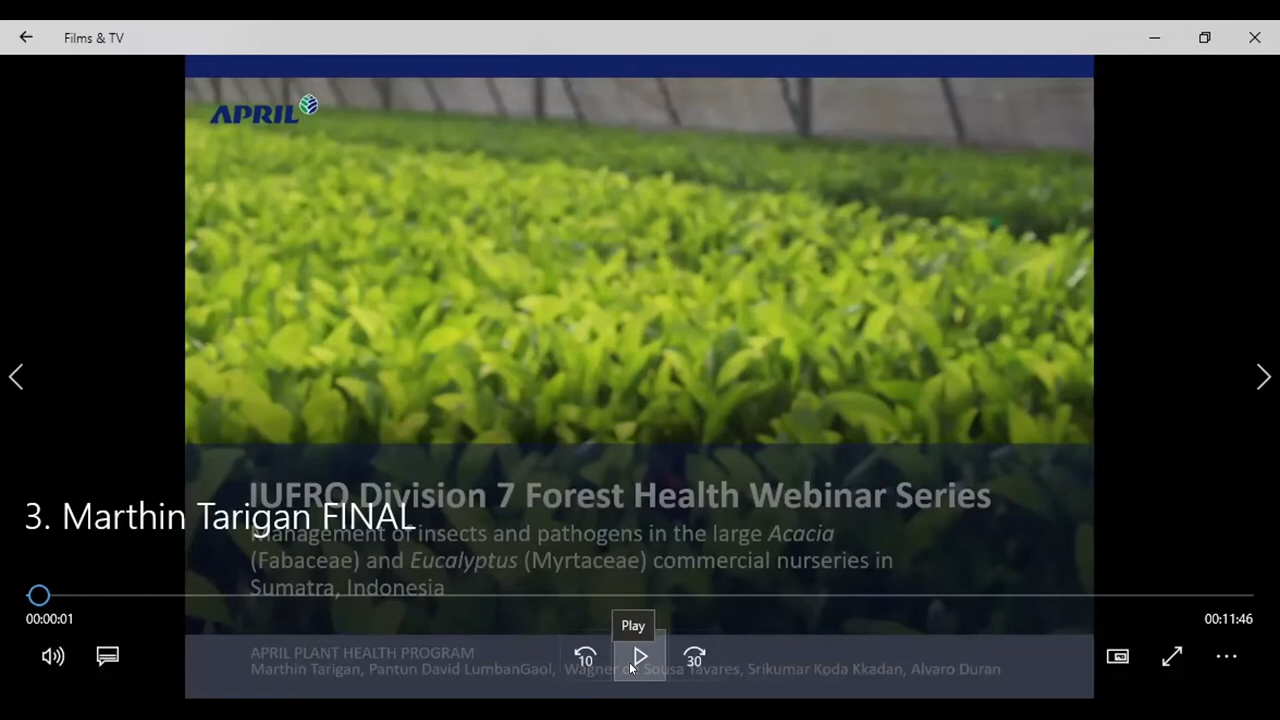 Films & TV
APRIL
IUFRO Division 7 Forest Health Webinar Series
3. Marthin Tarigan FINAL
Management of insects and pathogens in the large Acacia
(Fabaceae) and Eucalyptus (Myrtaceae) commercial nurseries in
Sumatra, Indonesia
00:00:01
00:11:46
Play
10
30
APRIL PLANT HEALTH PROGRAM
Marthin Tarigan, Pantun David LumbanGaol, Wagner de Sousa Tavares, Srikumar Koda Kkadan, Alvaro Duran